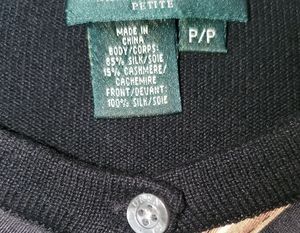 PETITE
P/P
MADE IN
CHINA
BODY/CORPS:
85% SILK/SOIE
15% CASHMERE/
CACHEMIRE
FRONT/DEVANT:
100% SILK/SOIE